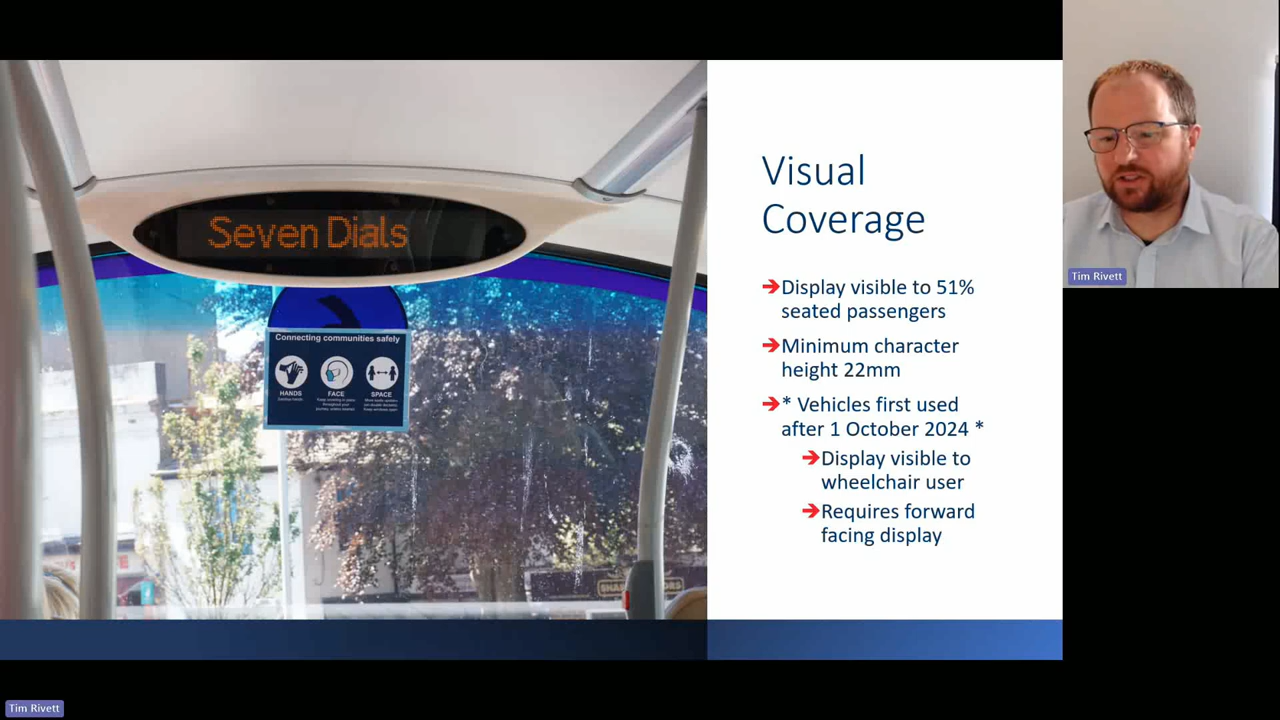 Seven Dials
Connecting communities safely
HANDS
FACE
SPACE
Visual
Coverage
Display visible to 51%
seated passengers
Minimum character
height 22mm
* Vehicles first used
after 1 October 2024 *
Display visible to
wheelchair user
Requires forward
facing display
Tim Rivett
Tim Rivett